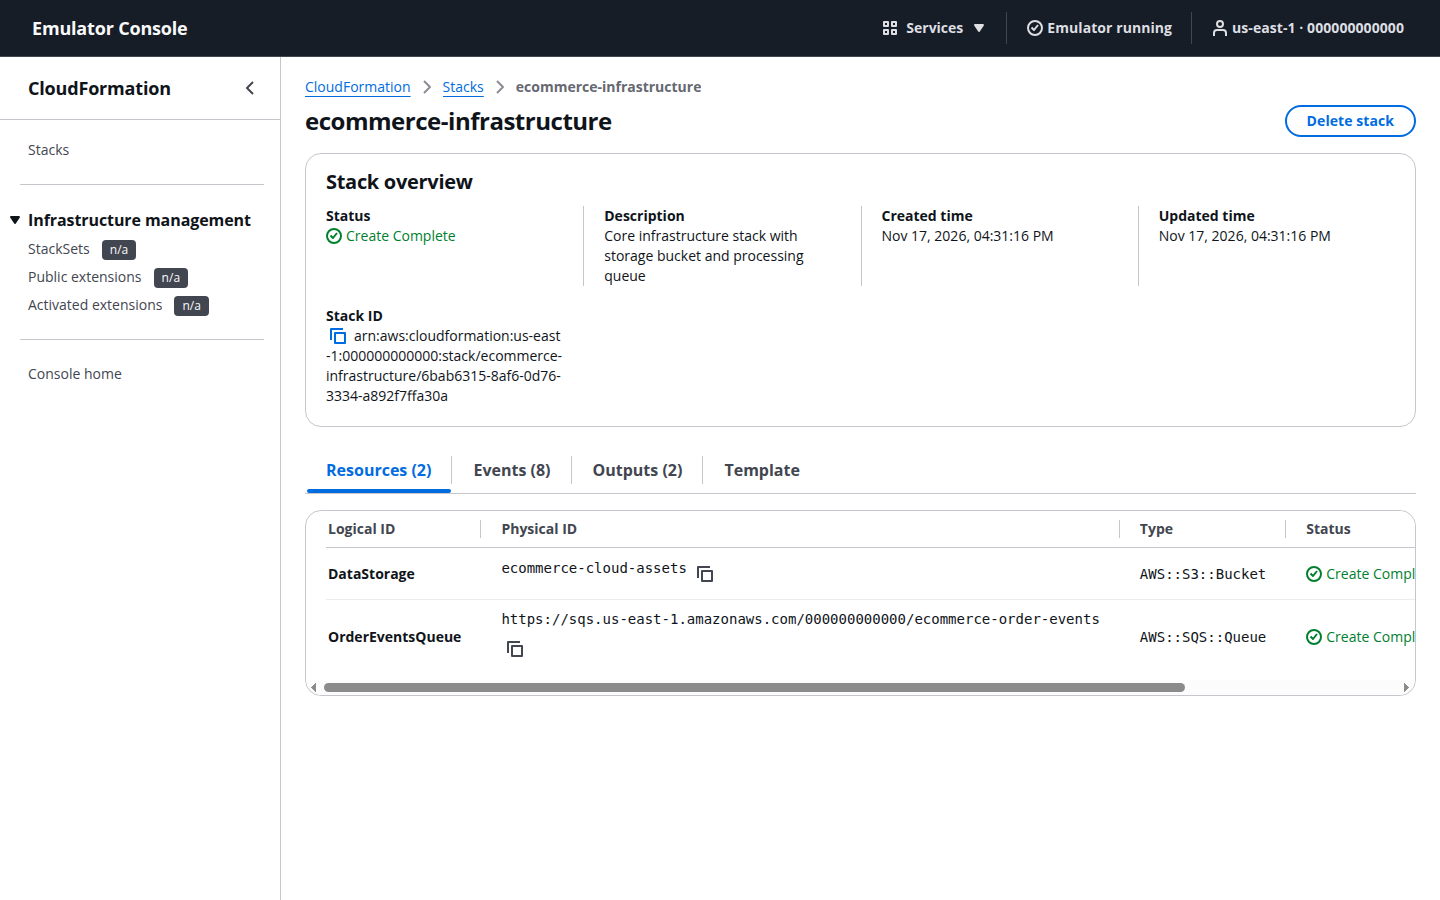 Emulator Console
Services
Emulator running
us-east-1 · 000000000000
CloudFormation
Stacks
Infrastructure management
StackSets n/a
Public extensions n/a
Activated extensions n/a
Console home
CloudFormation
Stacks
ecommerce-infrastructure
ecommerce-infrastructure
Delete stack
Stack overview
Status
Create Complete
Description
Core infrastructure stack with
storage bucket and processing
queue
Created time
Nov 17, 2026, 04:31:16 PM
Updated time
Nov 17, 2026, 04:31:16 PM
Stack ID
arn:aws:cloudformation:us-east
-1:000000000000:stack/ecommerce-
infrastructure/6bab6315-8af6-0d76-
3334-a892f7ffa30a
Resources (2)
Events (8)
Outputs (2)
Template
Logical ID
Physical ID
Type
Status
DataStorage
ecommerce-cloud-assets
AWS::S3::Bucket
Create Compl
OrderEventsQueue
https://sqs.us-east-1.amazonaws.com/000000000000/ecommerce-order-events
AWS::SQS::Queue
Create Compl